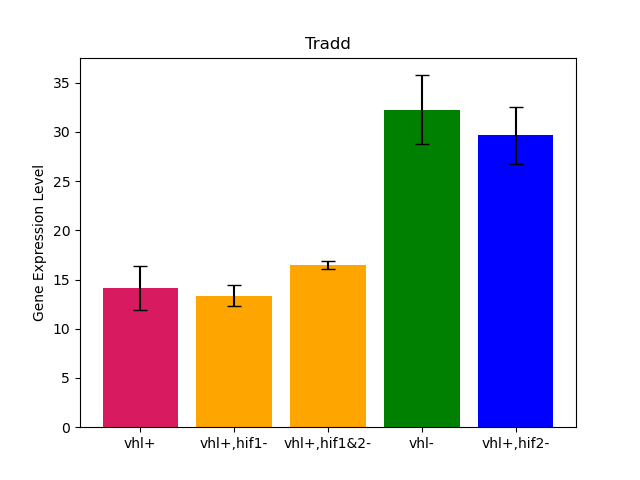 Tradd
Gene Expression Level
35
30
25
20
15
10
5
0
vhl+ vhl+,hif1- vhl+,hif1&2- vhl- vhl+,hif2-